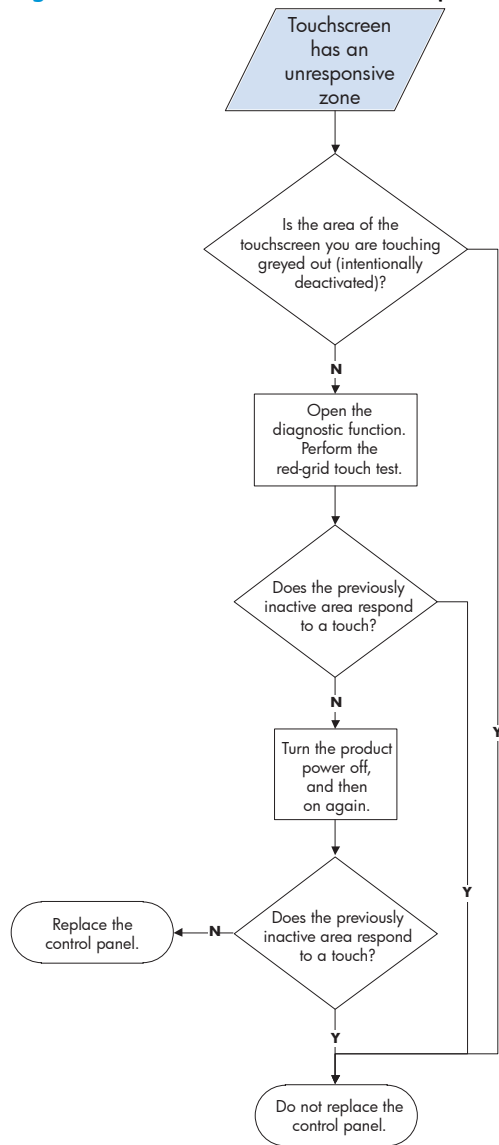 Touchscreen
has an
unresponsive
zone
Is the area of the
touchscreen you are touching
greyed out (intentionally
deactivated)?
N
Open the
diagnostic function.
Perform the
red-grid touch test.
Does the previously
inactive area respond
to a touch?
N
Y
Turn the product
power off,
and then
on again.
Y
Does the previously
inactive area respond
to a touch?
N
Replace the
control panel.
Y
Do not replace the
control panel.